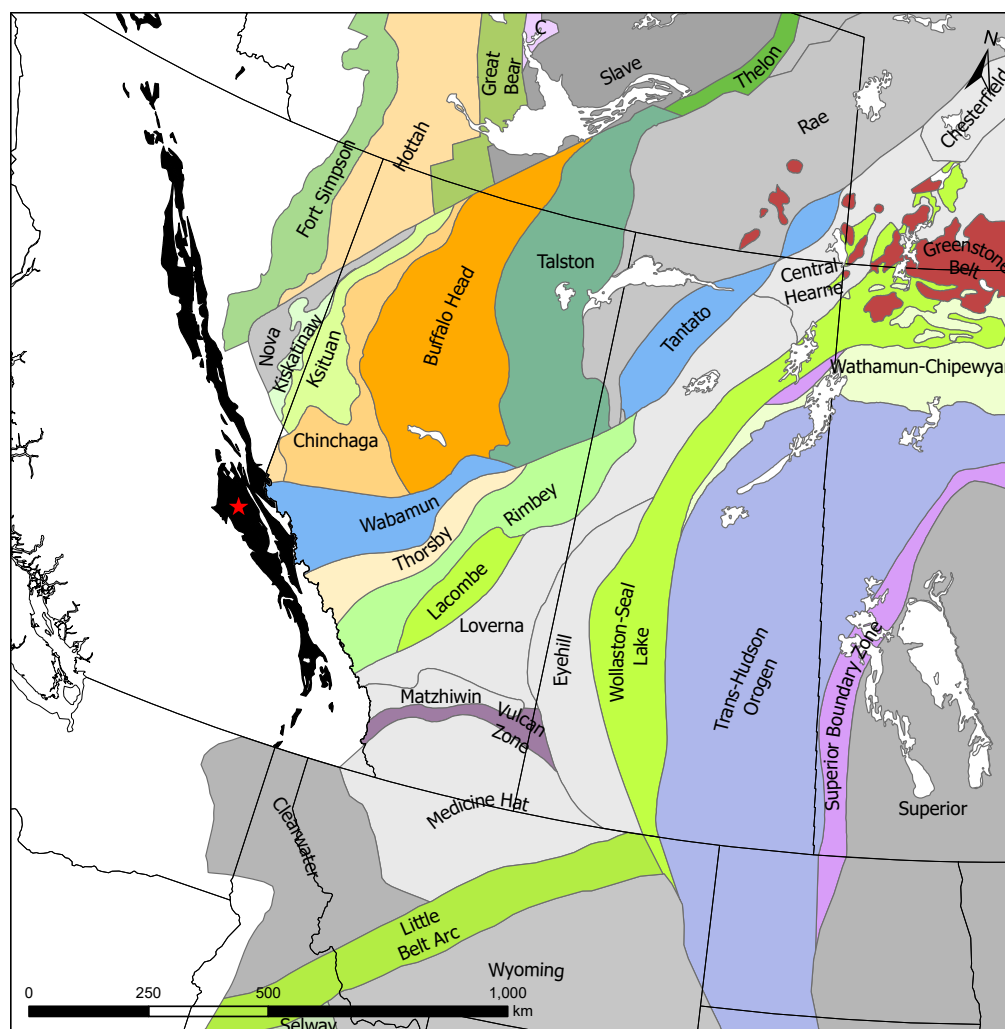 C
Great
Bear
Slave
Thelon
N
Chesterfield
Rae
Hottah
Fort Simpson
Greenstone
Belt
Talston
Central
Hearne
Buffalo Head
Nova
Kiskatinaw
Ksituan
Tantato
Wathamun-Chipewyan
Chinchaga
Wabamun
Rimbey
Thorsby
Lacombe
Loverna
Eyehill
Wollaston-Seal
Lake
Trans-Hudson
Orogen
Superior Boundary Zone
Matzhiwin
Vulcan
Zone
Medicine Hat
Superior
Clearwater
Little
Belt Arc
Wyoming
0
250
500
1,000
km
Selway